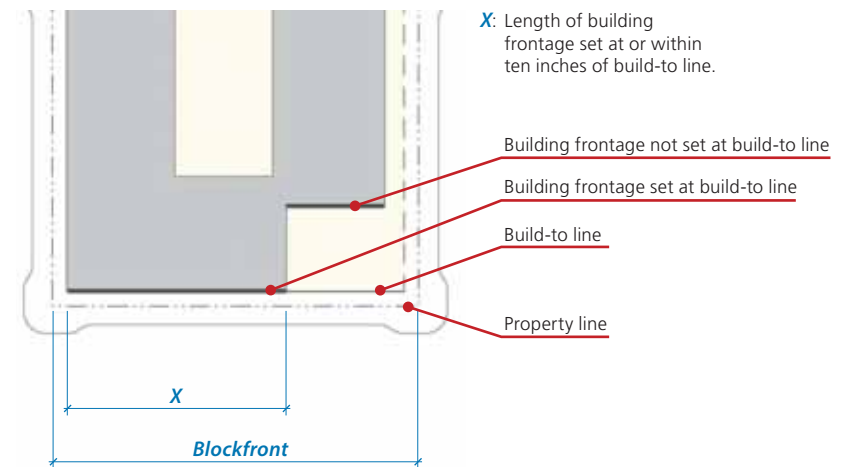 X: Length of building
frontage set at or within
ten inches of build-to line.
Building frontage not set at build-to line
Building frontage set at build-to line
Build-to line
Property line
X
Blockfront